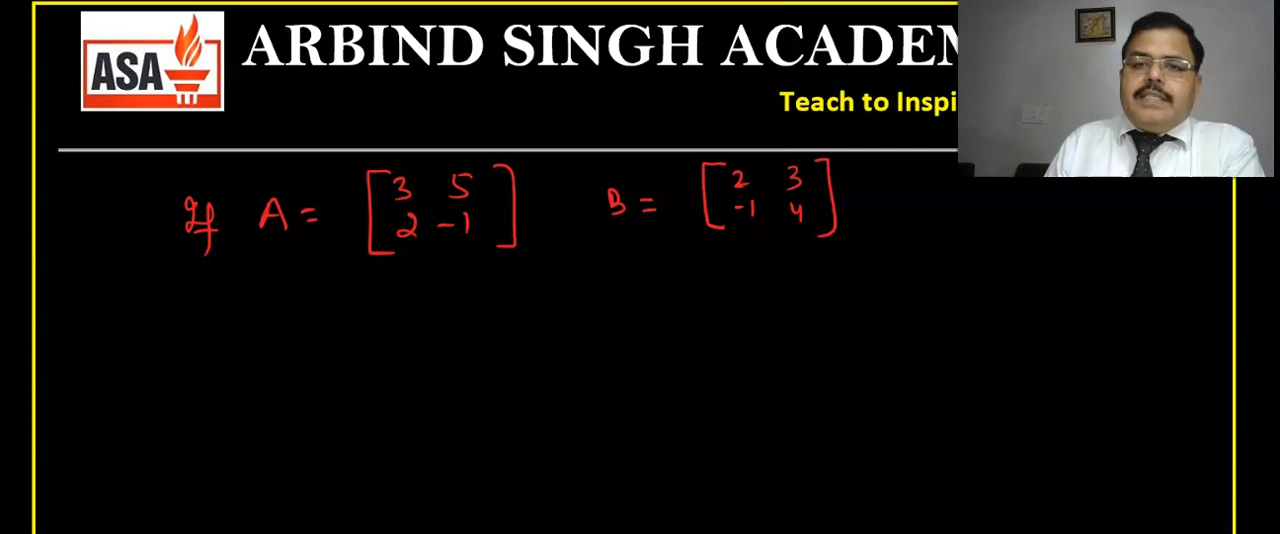 ASA ARBIND SINGH ACADEM
Teach to Inspi
If A = [3 5 2 -1] B = [2 3 -1 4]